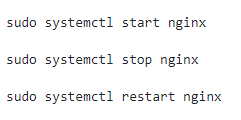 sudo systemctl start nginx
sudo systemctl stop nginx
sudo systemctl restart nginx